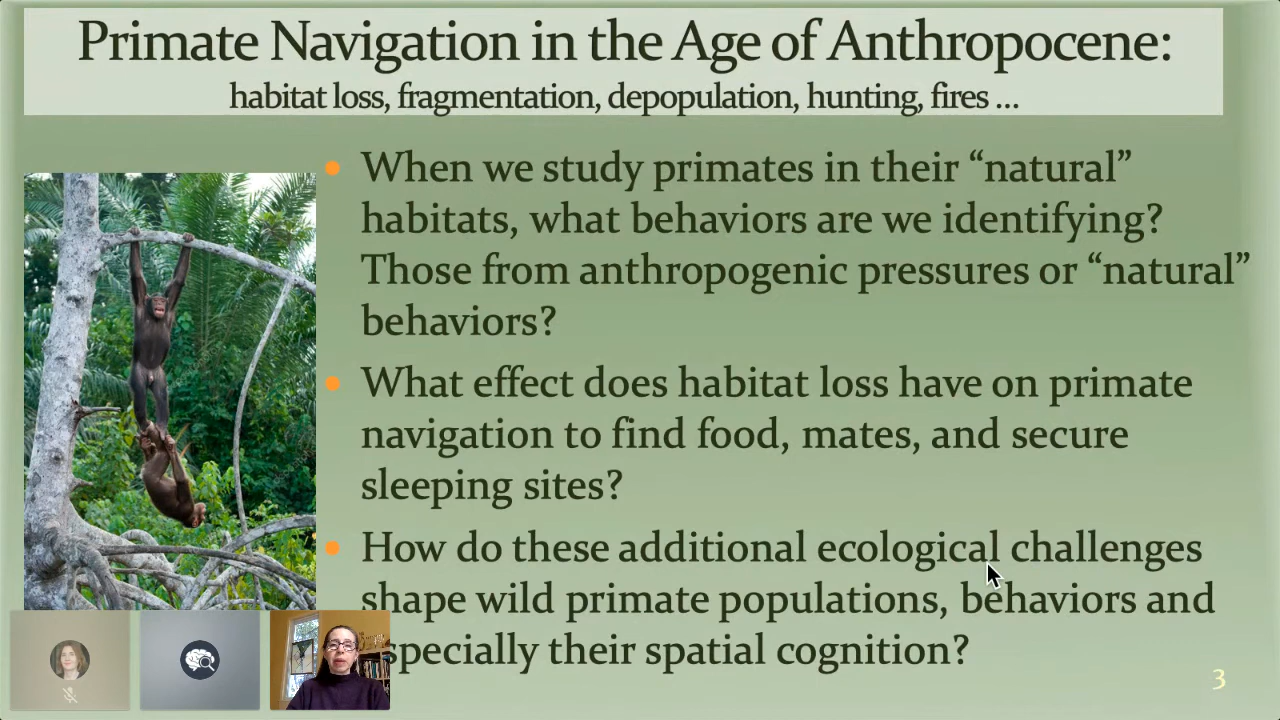 Primate Navigation in the Age of Anthropocene:
habitat loss, fragmentation, depopulation, hunting, fires ...
When we study primates in their “natural”
habitats, what behaviors are we identifying?
Those from anthropogenic pressures or “natural”
behaviors?
What effect does habitat loss have on primate
navigation to find food, mates, and secure
sleeping sites?
How do these additional ecological challenges
shape wild primate populations, behaviors and
specially their spatial cognition?
3